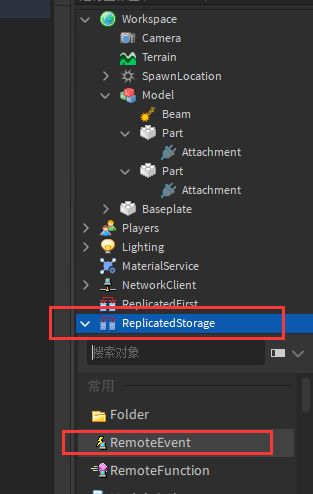 Workspace
Camera
Terrain
SpawnLocation
Model
Beam
Part
Attachment
Part
Attachment
Baseplate
Players
Lighting
MaterialService
NetworkClient
ReplicatedFirst
ReplicatedStorage
搜索对象
常用
Folder
RemoteEvent
RemoteFunction